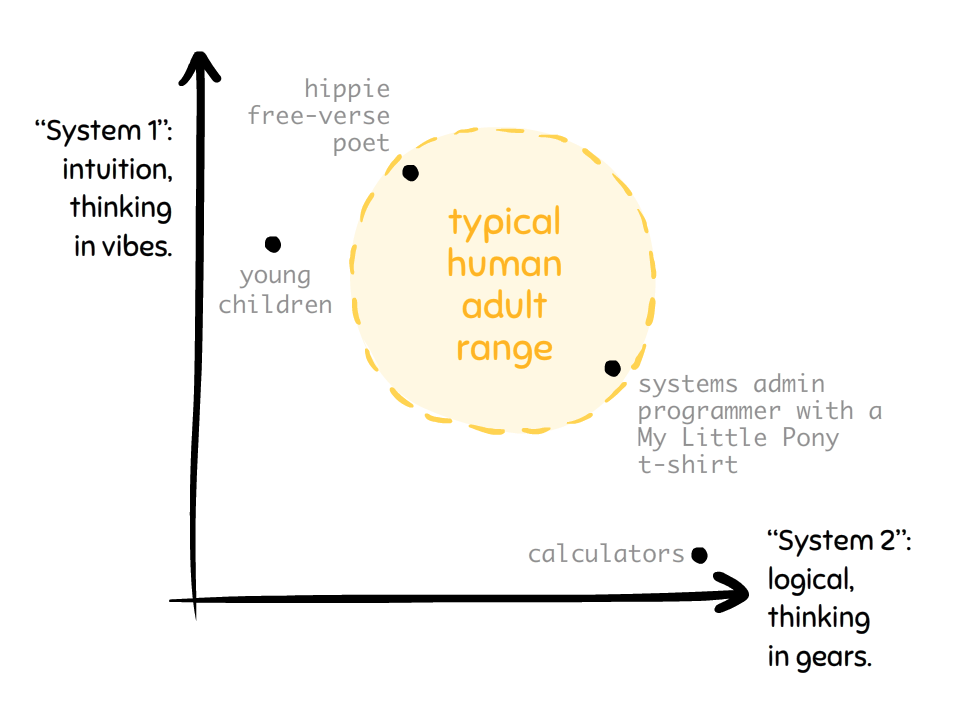 hippie
free-verse
poet
“System 1”:
intuition,
thinking
in vibes.
typical
human
adult
range
young
children
systems admin
programmer with a
My Little Pony
t-shirt
calculators
“System 2”:
logical,
thinking
in gears.